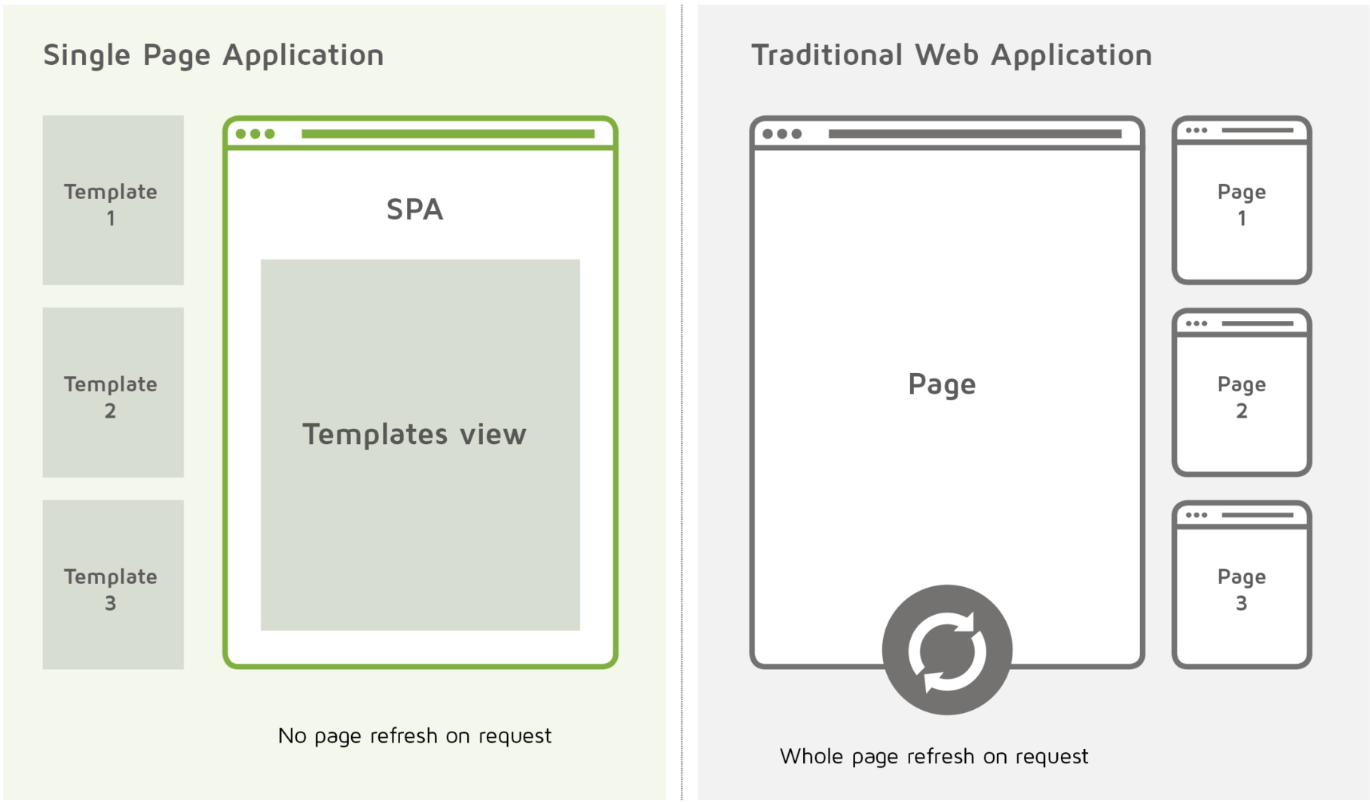 Single Page Application
Template
1
Template
2
Template
3
SPA
Templates view
No page refresh on request
Traditional Web Application
Page
Page
1
Page
2
Page
3
Whole page refresh on request